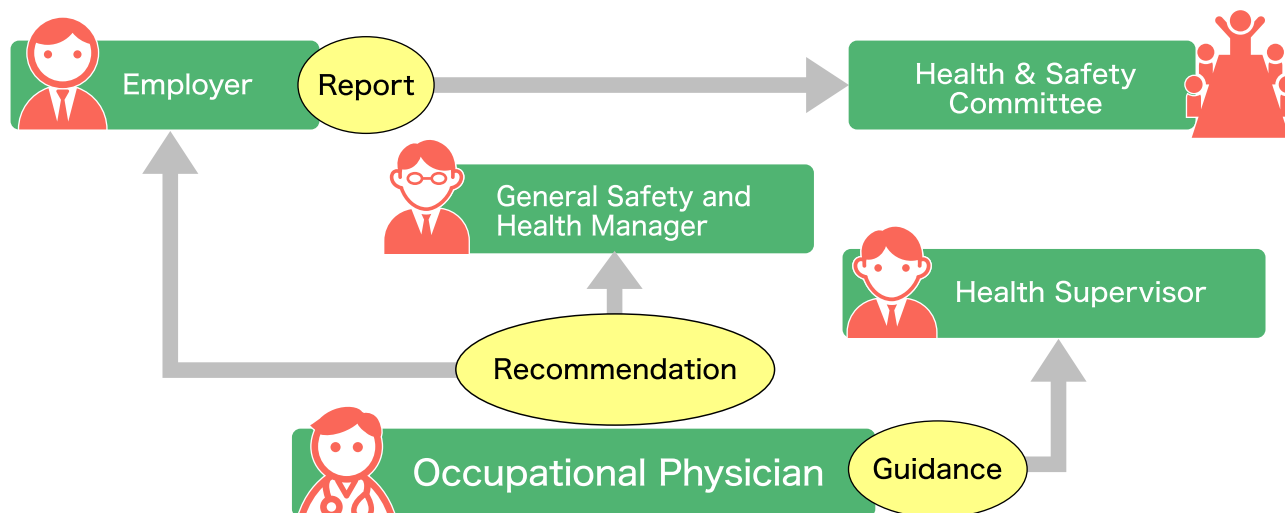 Employer
Report
Health & Safety
Committee
General Safety and
Health Manager
Health Supervisor
Recommendation
Occupational Physician
Guidance